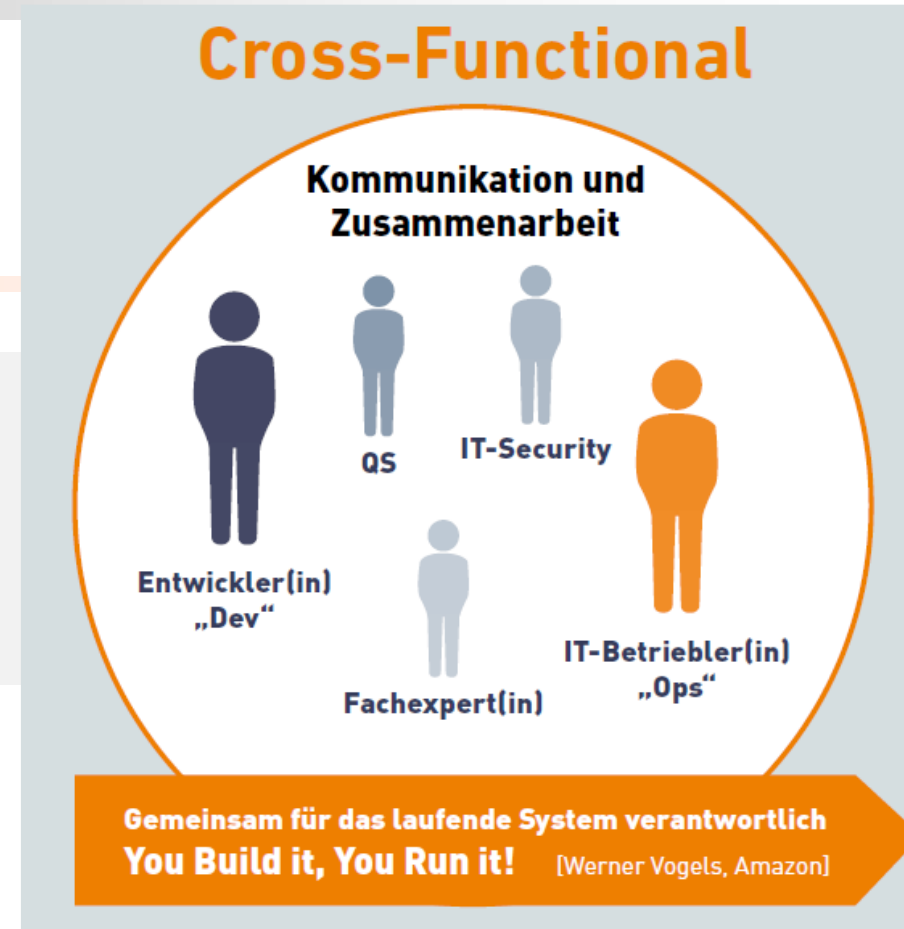 Cross-Functional
Kommunikation und
Zusammenarbeit
QS
IT-Security
Entwickler(in)
„Dev“
Fachexpert(in)
IT-Betriebler(in)
„Ops“
Gemeinsam für das laufende System verantwortlich
You Build it, You Run it! [Werner Vogels, Amazon]